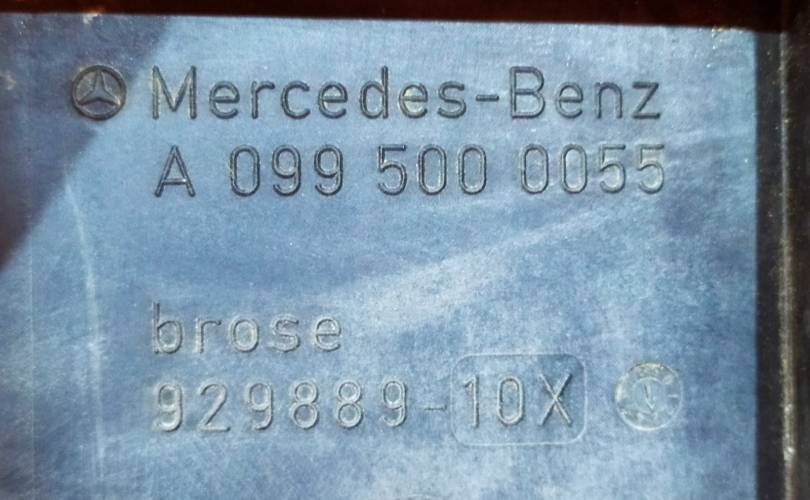 Mercedes-Benz
A 099 500 0055
brose
929889-10X